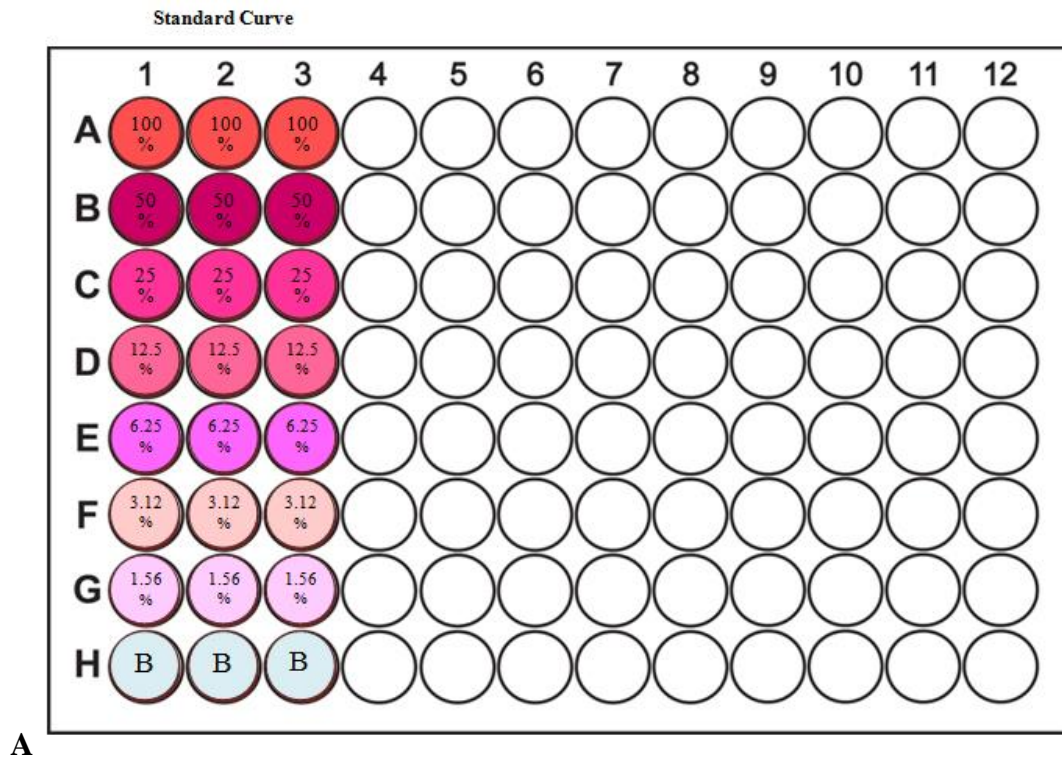 Standard Curve
1 2 3 4 5 6 7 8 9 10 11 12
A 100 % 100 % 100 %
B 50 % 50 % 50 %
C 25 % 25 % 25 %
D 12.5 % 12.5 % 12.5 %
E 6.25 % 6.25 % 6.25 %
F 3.12 % 3.12 % 3.12 %
G 1.56 % 1.56 % 1.56 %
H B B B
A